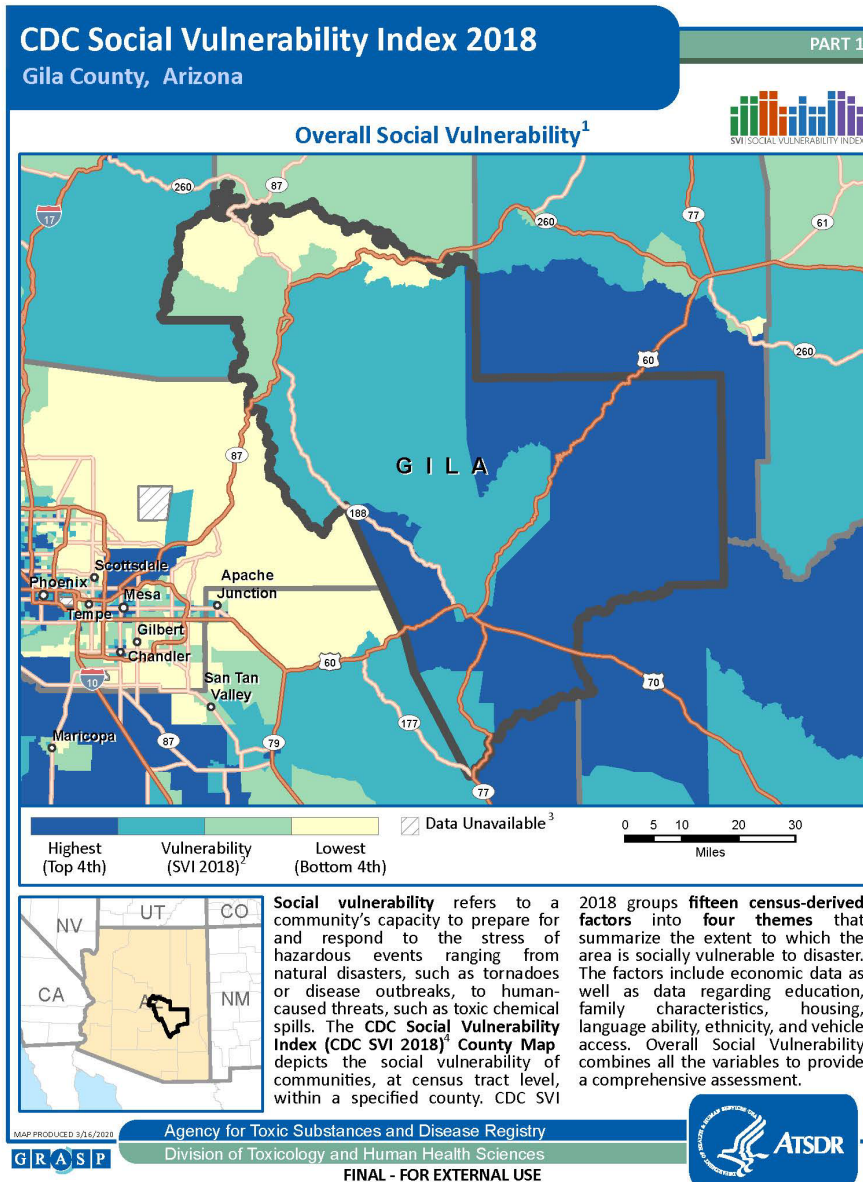 CDC Social Vulnerability Index 2018
PART 1
Gila County, Arizona
SVI | SOCIAL VULNERABILITY INDEX
Overall Social Vulnerability¹
260
87
17
260
77
61
60
260
GILA
87
188
Scottsdale
Phoenix
Mesa
Apache
Junction
Tempe
Gilbert
Chandler
60
10
San Tan
Valley
70
177
Maricopa
87
79
77
Highest
(Top 4th)
Vulnerability
(SVI 2018)²
Lowest
(Bottom 4th)
Data Unavailable³
0 5 10 20 30
Miles
NV
UT
CO
CA
NM
Social vulnerability refers to a
community's capacity to prepare for
and respond to the stress of
hazardous events ranging from
natural disasters, such as tornadoes
or disease outbreaks, to human-
caused threats, such as toxic chemical
spills. The CDC Social Vulnerability
Index (CDC SVI 2018)⁴ County Map
depicts the social vulnerability of
communities, at census tract level,
within a specified county. CDC SVI
2018 groups fifteen census-derived
factors into four themes that
summarize the extent to which the
area is socially vulnerable to disaster.
The factors include economic data as
well as data regarding education,
family characteristics, housing,
language ability, ethnicity, and vehicle
access. Overall Social Vulnerability
combines all the variables to provide
a comprehensive assessment.
MAP PRODUCED 3/16/2020
Agency for Toxic Substances and Disease Registry
GRASP
Division of Toxicology and Human Health Sciences
FINAL - FOR EXTERNAL USE
DEPARTMENT OF HEALTH & HUMAN SERVICES USA
ATSDR